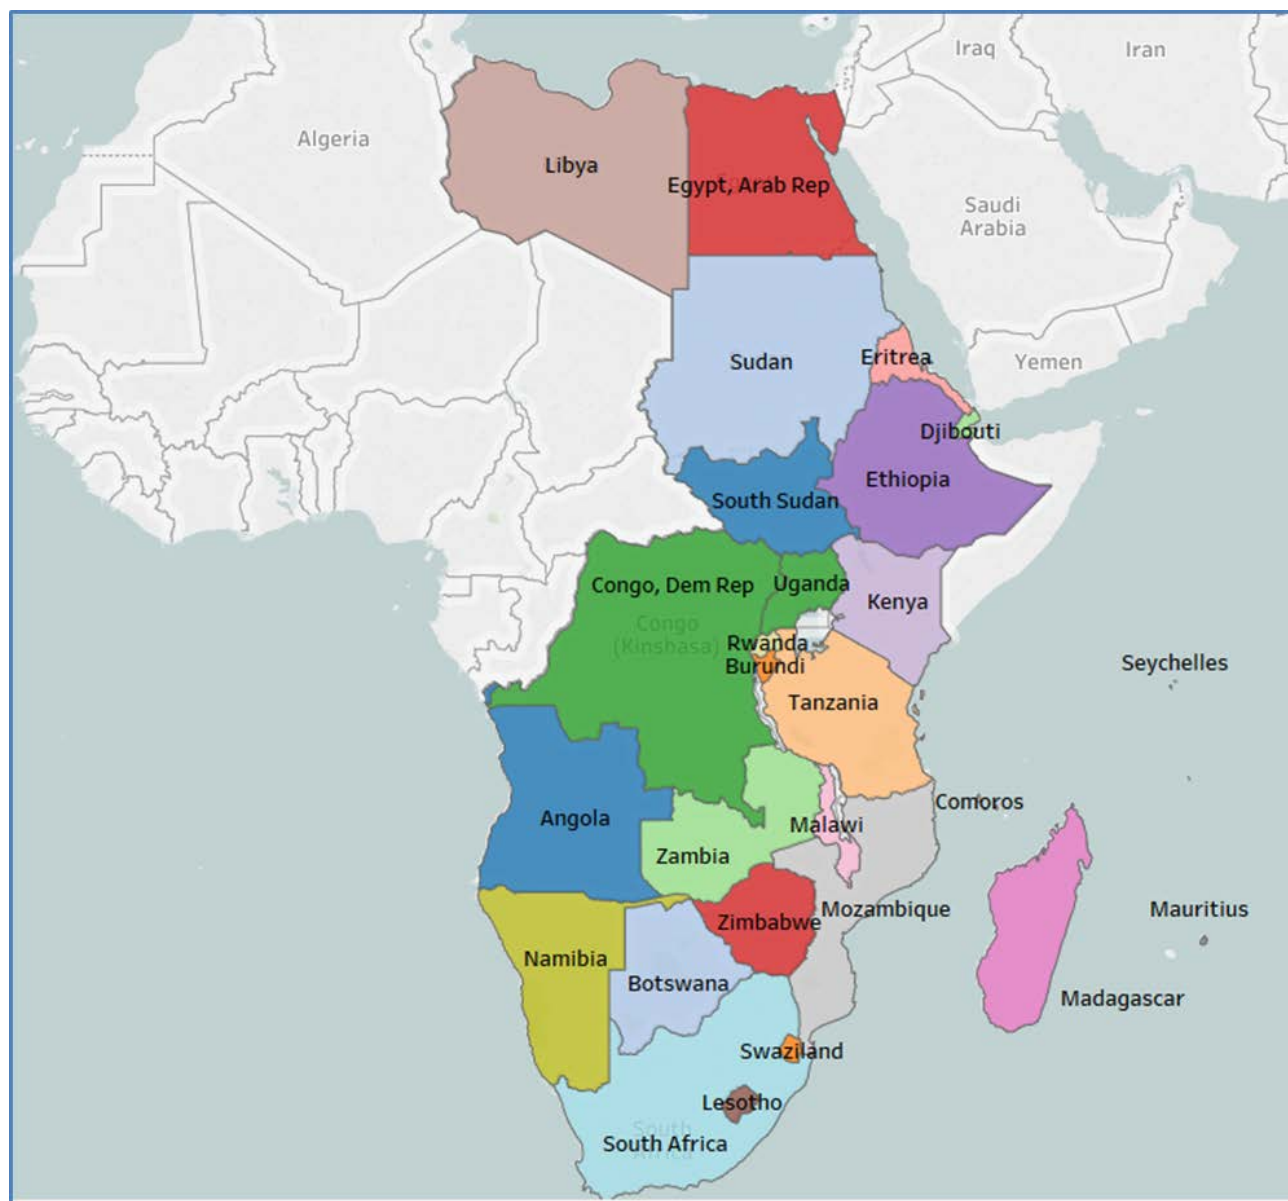 Iraq
Iran
Algeria
Libya
Egypt, Arab Rep
Saudi
Arabia
Sudan
Eritrea
Yemen
Djibouti
Ethiopia
South Sudan
Congo, Dem Rep
Uganda
Kenya
Congo
(Kinshasa)
Rwanda
Burundi
Seychelles
Tanzania
Comoros
Angola
Malawi
Zambia
Mozambique
Mauritius
Zimbabwe
Namibia
Botswana
Madagascar
Swaziland
Lesotho
South
Africa
South Africa